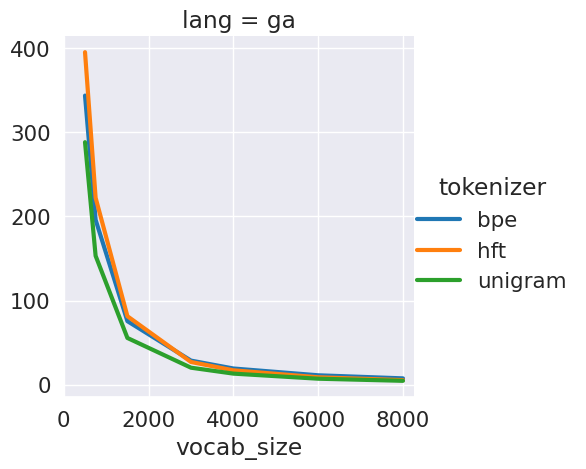 lang = ga
400
300
200
100
0
0 2000 4000 6000 8000
vocab_size
tokenizer
bpe
hft
unigram